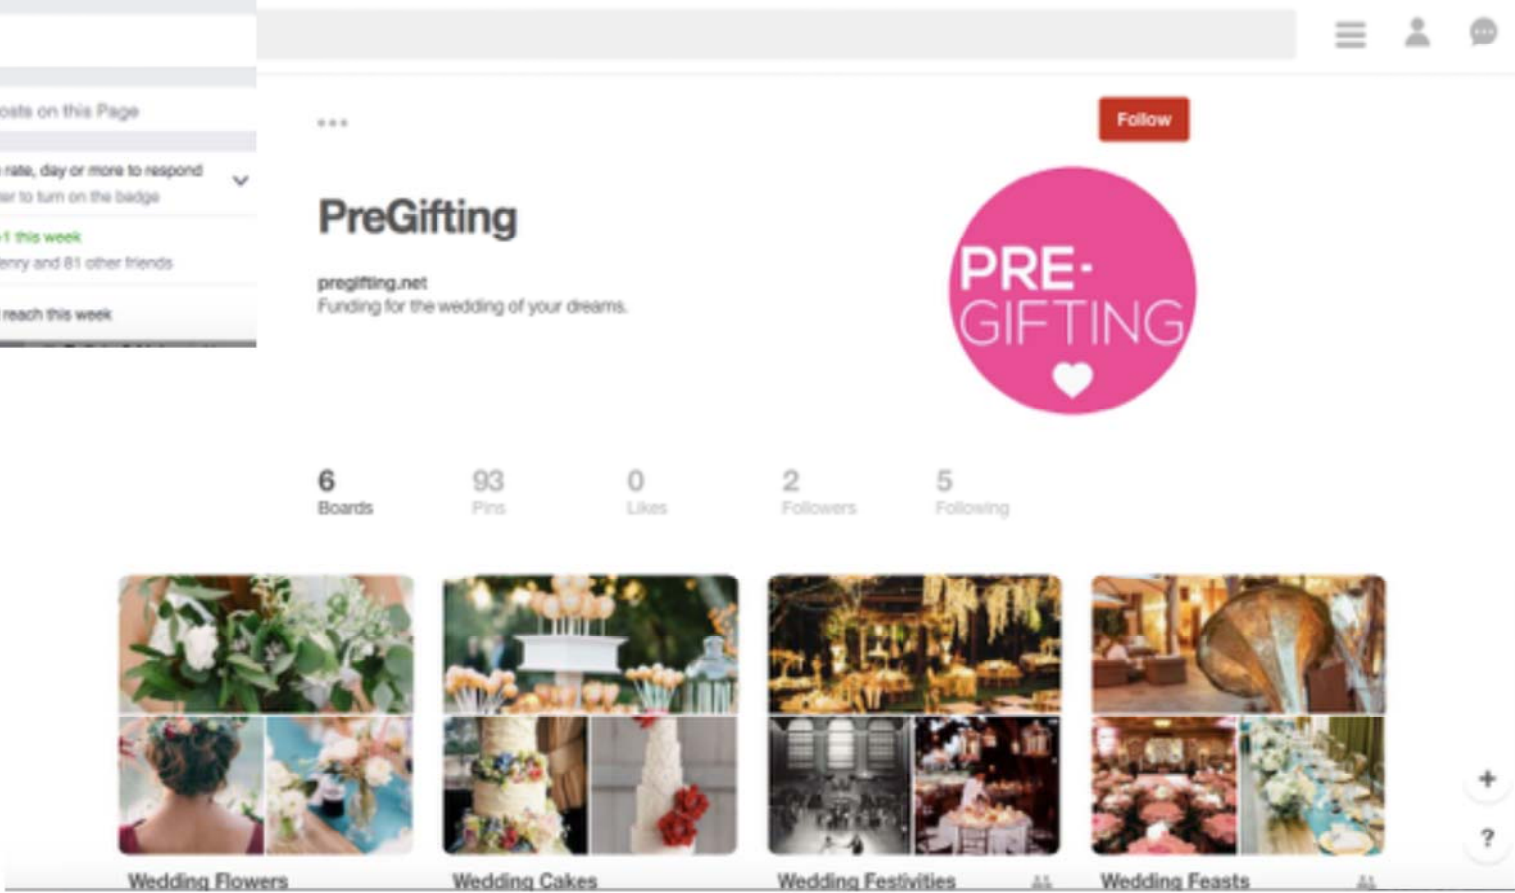 osts on this Page
rate, day or more to respond
er to turn on the badge
1 this week
enry and 81 other friends
reach this week
Follow
PreGifting
pregifting.net
Funding for the wedding of your dreams.
PRE-
GIFTING
6 93 0 2 5
Boards Pins Likes Followers Following
Wedding Flowers Wedding Cakes Wedding Festivities Wedding Feasts
+
?